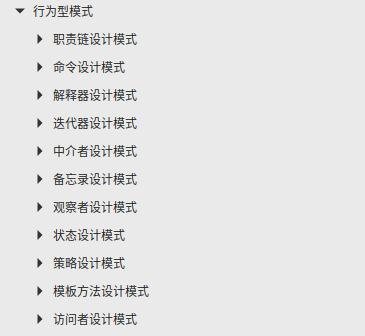 行为型模式
职责链设计模式
命令设计模式
解释器设计模式
迭代器设计模式
中介者设计模式
备忘录设计模式
观察者设计模式
状态设计模式
策略设计模式
模板方法设计模式
访问者设计模式